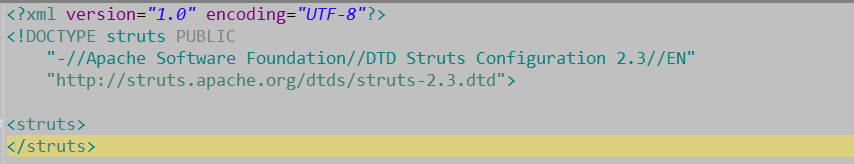 <?xml version="1.0" encoding="UTF-8"?>
<!DOCTYPE struts PUBLIC
"-//Apache Software Foundation//DTD Struts Configuration 2.3//EN"
"http://struts.apache.org/dtds/struts-2.3.dtd">
<struts>
</struts>